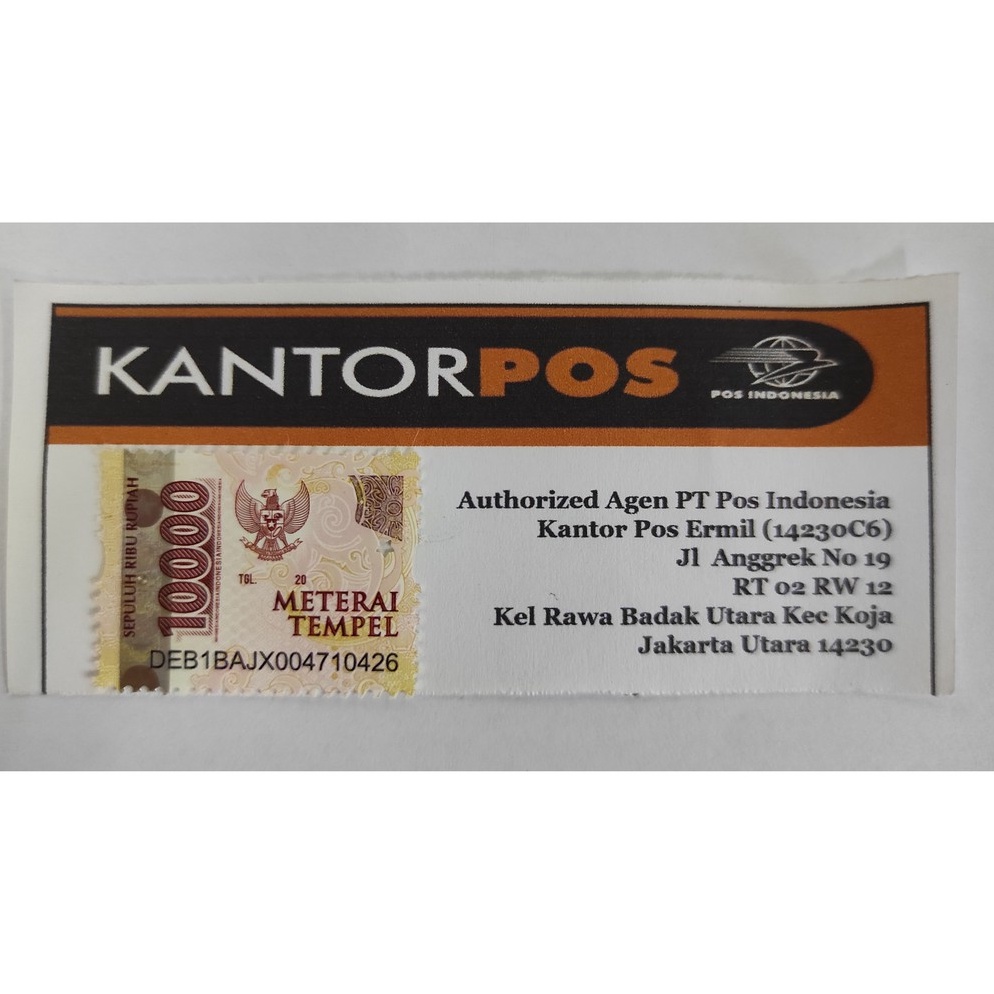 KANTORPOS
POS INDONESIA
SEPULUH RIBU RUPIAH
10000
TGL. 20
METERAI
TEMPEL
DEB1BAJX004710426
Authorized Agen PT Pos Indonesia
Kantor Pos Ermil (14230C6)
Jl Anggrek No 19
RT 02 RW 12
Kel Rawa Badak Utara Kec Koja
Jakarta Utara 14230